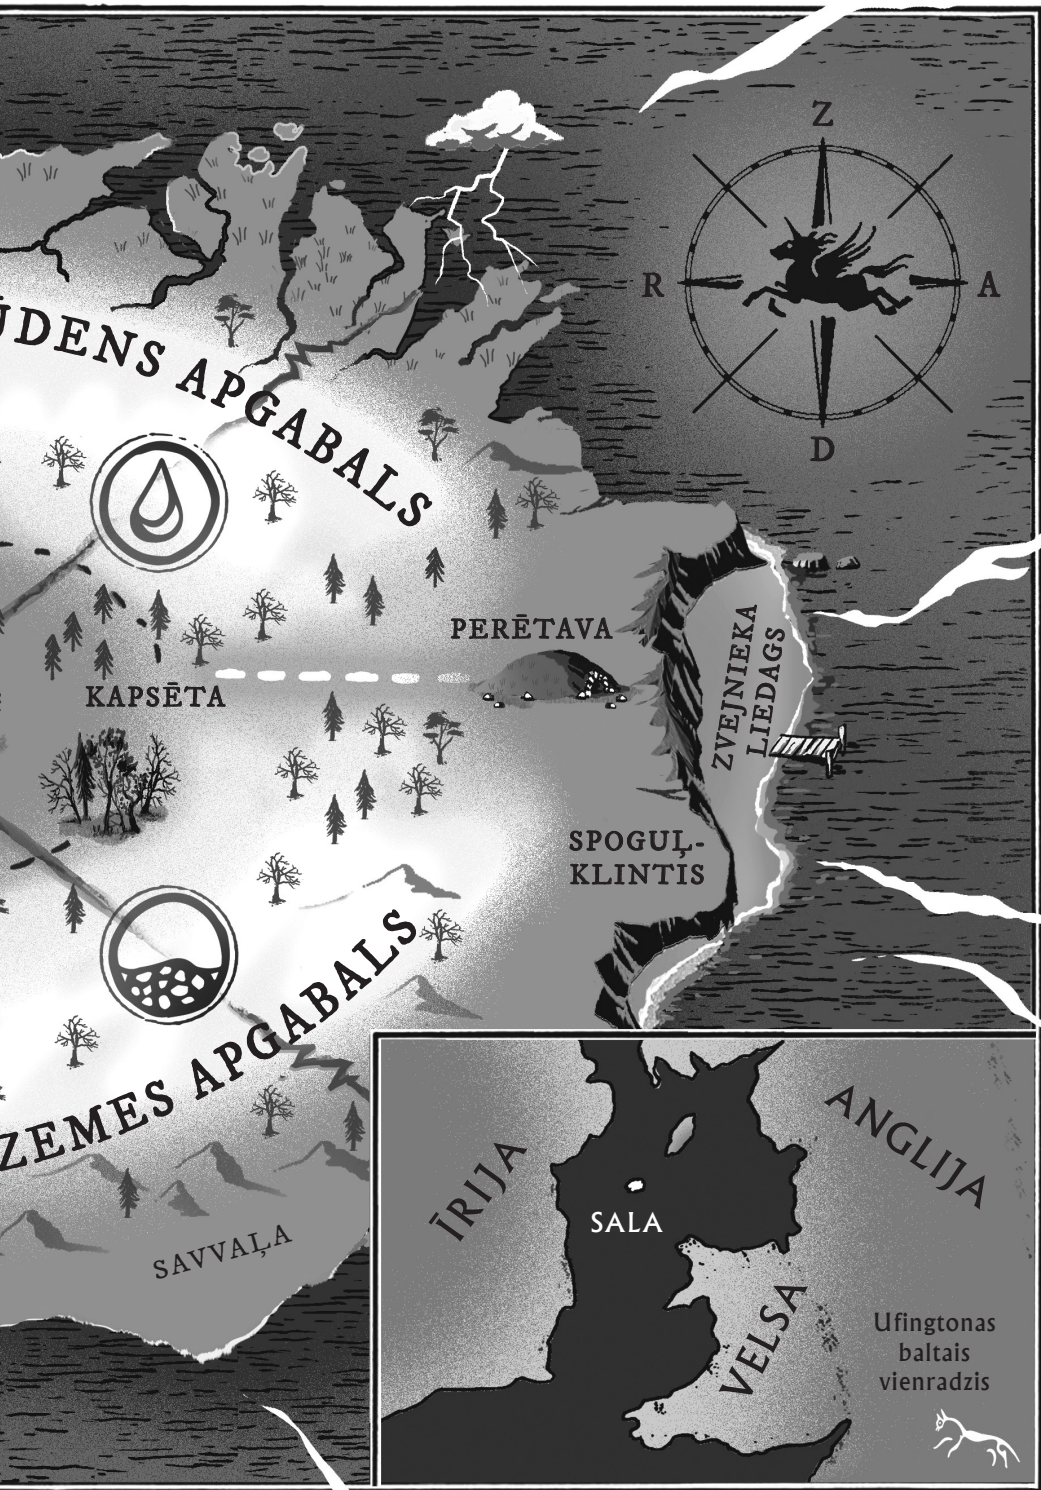 Z
R
A
D
ŪDENS APGABALS
PERĒTAVA
KAPSĒTA
ZVEJNIEKA
LIEDAGS
SPOGUĻ-
KLINTIS
ZEMES APGABALS
SAVVAĻA
ĪRIJA
ANGLIJA
SALA
VELSA
Ufingtonas
baltais
vienradzis